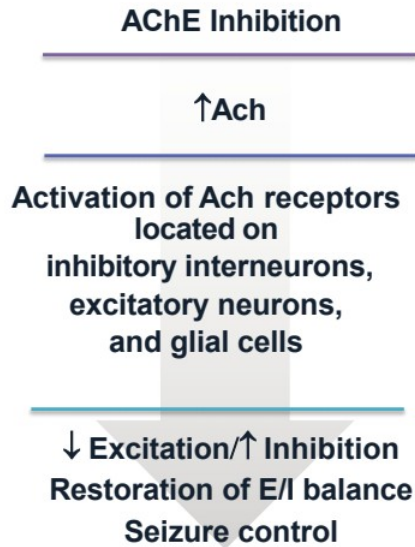 AChE Inhibition
↑Ach
Activation of Ach receptors
located on
inhibitory interneurons,
excitatory neurons,
and glial cells
↓ Excitation/↑ Inhibition
Restoration of E/I balance
Seizure control